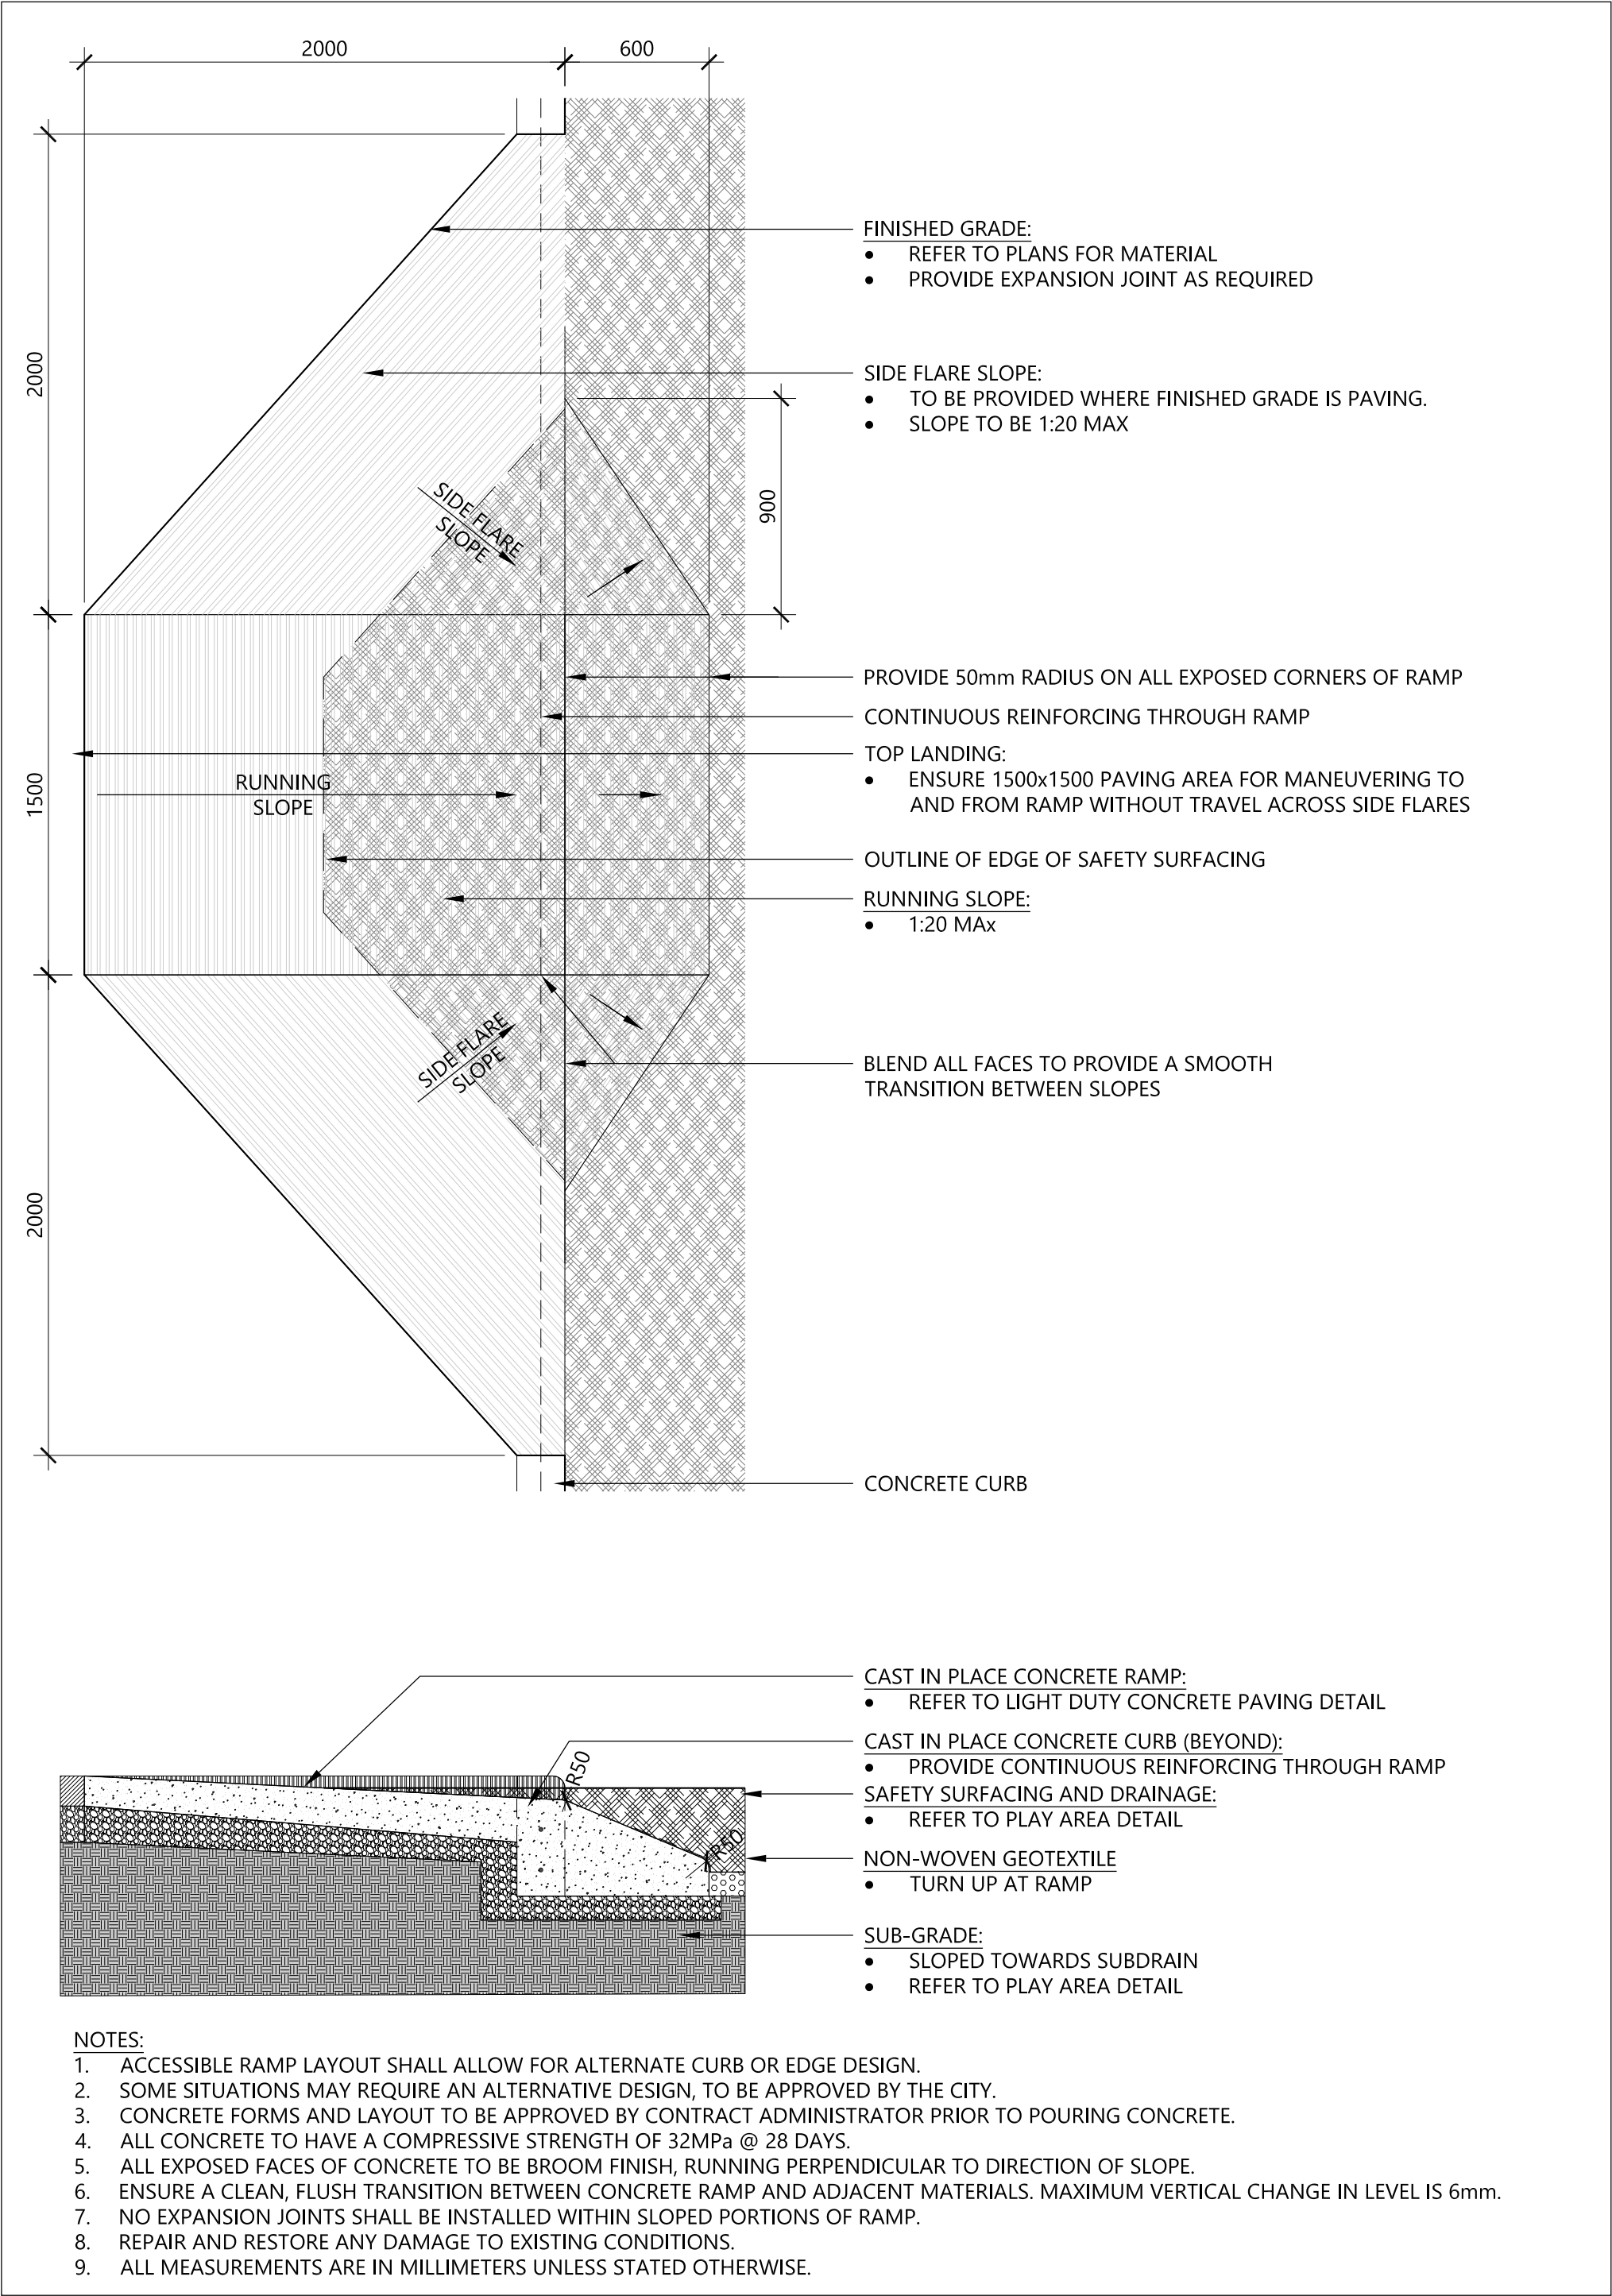 2000
600
FINISHED GRADE:
• REFER TO PLANS FOR MATERIAL
• PROVIDE EXPANSION JOINT AS REQUIRED
2000
SIDE FLARE SLOPE:
• TO BE PROVIDED WHERE FINISHED GRADE IS PAVING.
• SLOPE TO BE 1:20 MAX
900
SIDE FLARE
SLOPE
PROVIDE 50mm RADIUS ON ALL EXPOSED CORNERS OF RAMP
CONTINUOUS REINFORCING THROUGH RAMP
TOP LANDING:
• ENSURE 1500x1500 PAVING AREA FOR MANEUVERING TO
AND FROM RAMP WITHOUT TRAVEL ACROSS SIDE FLARES
1500
RUNNING
SLOPE
OUTLINE OF EDGE OF SAFETY SURFACING
RUNNING SLOPE:
• 1:20 MAx
SIDE FLARE
SLOPE
BLEND ALL FACES TO PROVIDE A SMOOTH
TRANSITION BETWEEN SLOPES
2000
CONCRETE CURB
CAST IN PLACE CONCRETE RAMP:
• REFER TO LIGHT DUTY CONCRETE PAVING DETAIL
CAST IN PLACE CONCRETE CURB (BEYOND):
• PROVIDE CONTINUOUS REINFORCING THROUGH RAMP
R50
SAFETY SURFACING AND DRAINAGE:
• REFER TO PLAY AREA DETAIL
R50
NON-WOVEN GEOTEXTILE
• TURN UP AT RAMP
SUB-GRADE:
• SLOPED TOWARDS SUBDRAIN
• REFER TO PLAY AREA DETAIL
NOTES:
1. ACCESSIBLE RAMP LAYOUT SHALL ALLOW FOR ALTERNATE CURB OR EDGE DESIGN.
2. SOME SITUATIONS MAY REQUIRE AN ALTERNATIVE DESIGN, TO BE APPROVED BY THE CITY.
3. CONCRETE FORMS AND LAYOUT TO BE APPROVED BY CONTRACT ADMINISTRATOR PRIOR TO POURING CONCRETE.
4. ALL CONCRETE TO HAVE A COMPRESSIVE STRENGTH OF 32MPa @ 28 DAYS.
5. ALL EXPOSED FACES OF CONCRETE TO BE BROOM FINISH, RUNNING PERPENDICULAR TO DIRECTION OF SLOPE.
6. ENSURE A CLEAN, FLUSH TRANSITION BETWEEN CONCRETE RAMP AND ADJACENT MATERIALS. MAXIMUM VERTICAL CHANGE IN LEVEL IS 6mm.
7. NO EXPANSION JOINTS SHALL BE INSTALLED WITHIN SLOPED PORTIONS OF RAMP.
8. REPAIR AND RESTORE ANY DAMAGE TO EXISTING CONDITIONS.
9. ALL MEASUREMENTS ARE IN MILLIMETERS UNLESS STATED OTHERWISE.